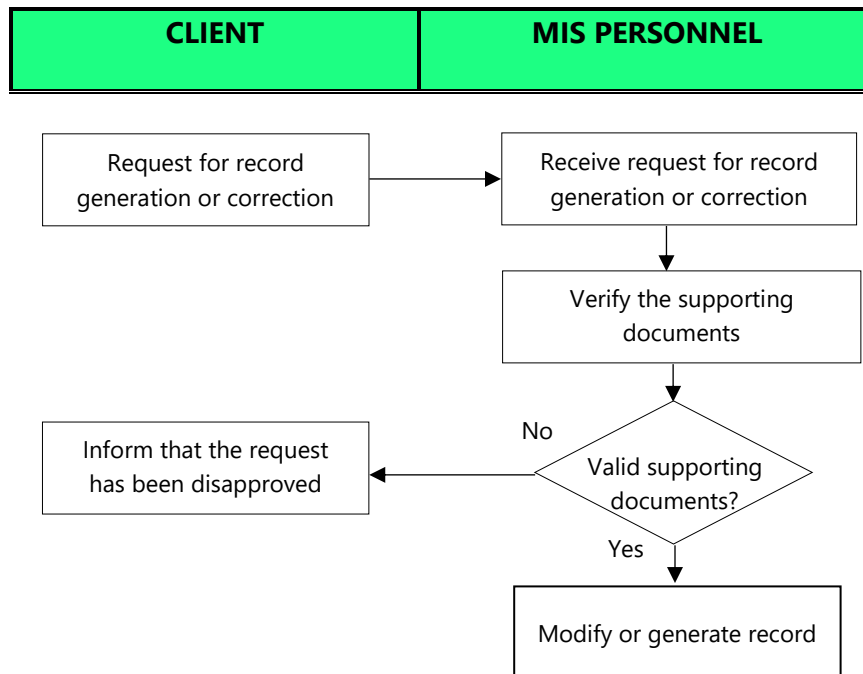 CLIENT
MIS PERSONNEL
Request for record
generation or correction
Receive request for record
generation or correction
Verify the supporting
documents
No
Inform that the request
has been disapproved
Valid supporting
documents?
Yes
Modify or generate record